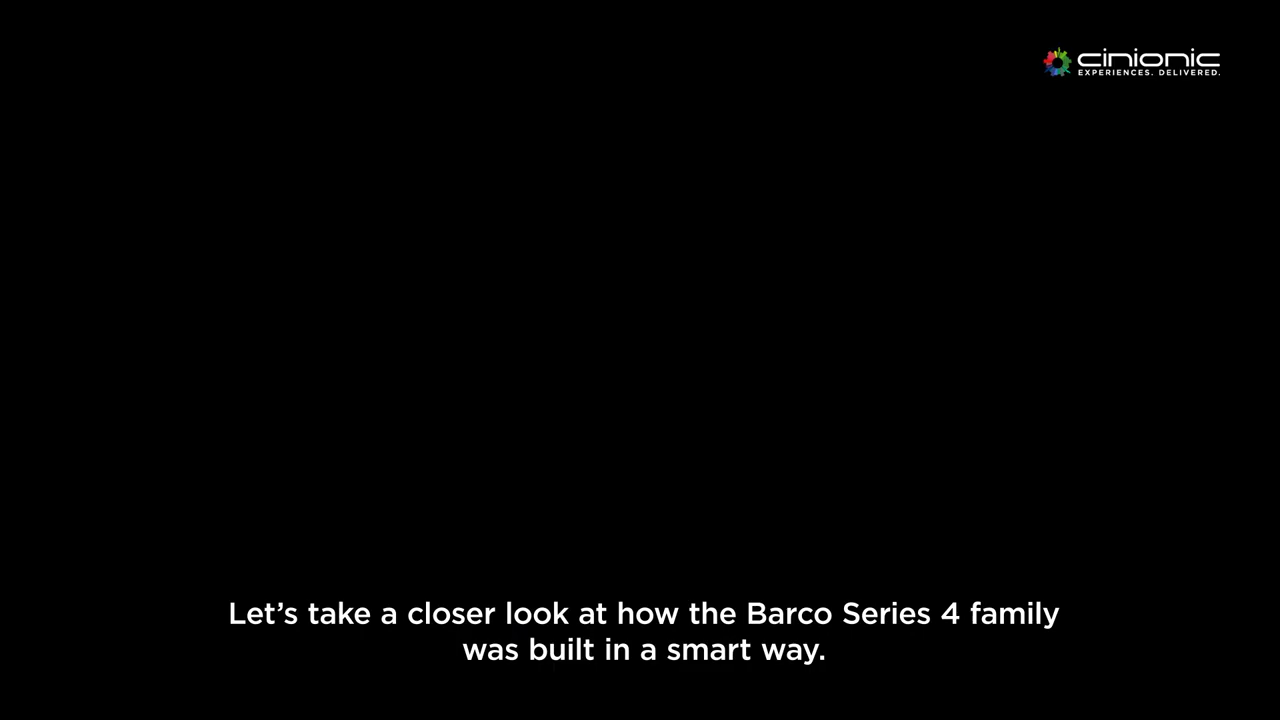 cinionic
EXPERIENCES. DELIVERED.
Let’s take a closer look at how the Barco Series 4 family
was built in a smart way.